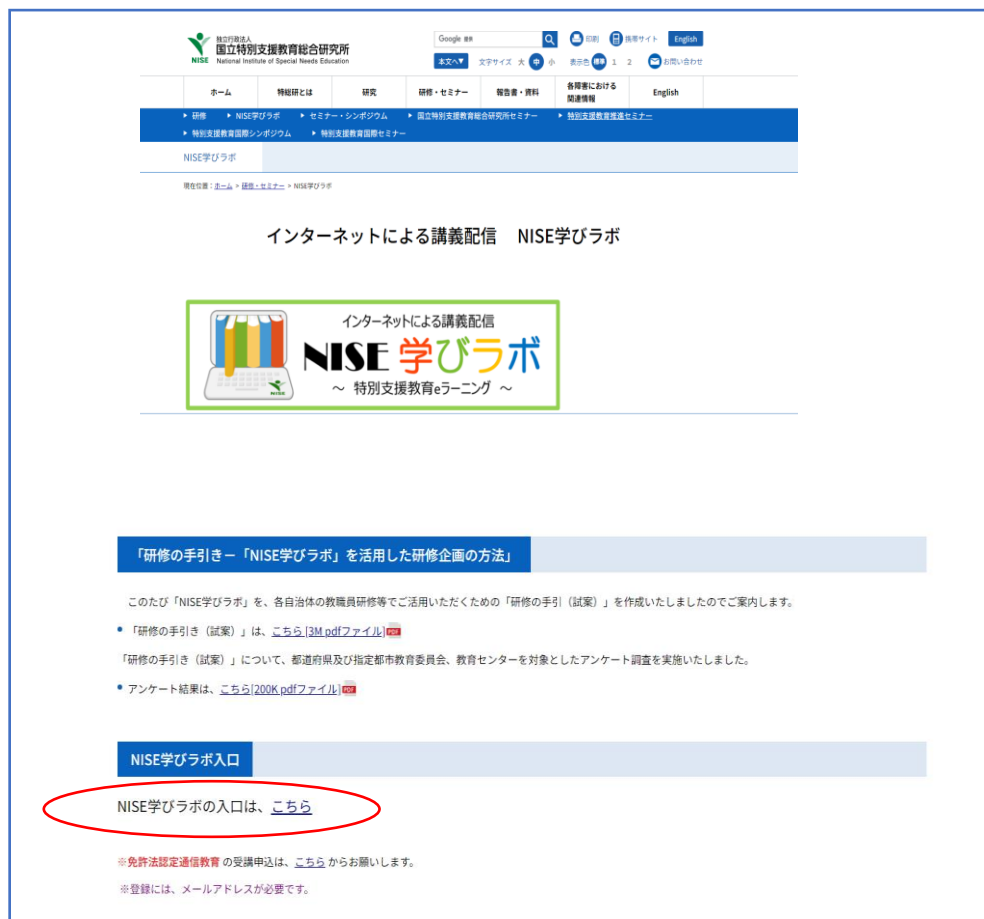 独立行政法人
国立特別支援教育総合研究所
NISE National Institute of Special Needs Education
Google 検索
印刷 携帯サイト English
本文へ▼ 文字サイズ 大 中 小 表示色 標準 1 2 お問い合わせ
ホーム 特総研とは 研究 研修・セミナー 報告書・資料 各障害における関連情報 English
研修 NISE学びラボ セミナー・シンポジウム 国立特別支援教育総合研究所セミナー 特別支援教育推進セミナー
特別支援教育国際シンポジウム 特別支援教育国際セミナー
NISE学びラボ
現在位置：ホーム > 研修・セミナー > NISE学びラボ
インターネットによる講義配信 NISE学びラボ
インターネットによる講義配信
NISE 学びラボ
～ 特別支援教育eラーニング ～
NISE
「研修の手引き－「NISE学びラボ」を活用した研修企画の方法」
このたび「NISE学びラボ」を、各自治体の教職員研修等でご活用いただくための「研修の手引（試案）」を作成いたしましたのでご案内します。
• 「研修の手引き（試案）」は、こちら [3M pdfファイル] PDF
「研修の手引き（試案）」について、都道府県及び指定都市教育委員会、教育センターを対象としたアンケート調査を実施いたしました。
• アンケート結果は、こちら[200K pdfファイル] PDF
NISE学びラボ入口
NISE学びラボの入口は、こちら
※免許法認定通信教育 の受講申込は、こちら からお願いします。
※登録には、メールアドレスが必要です。